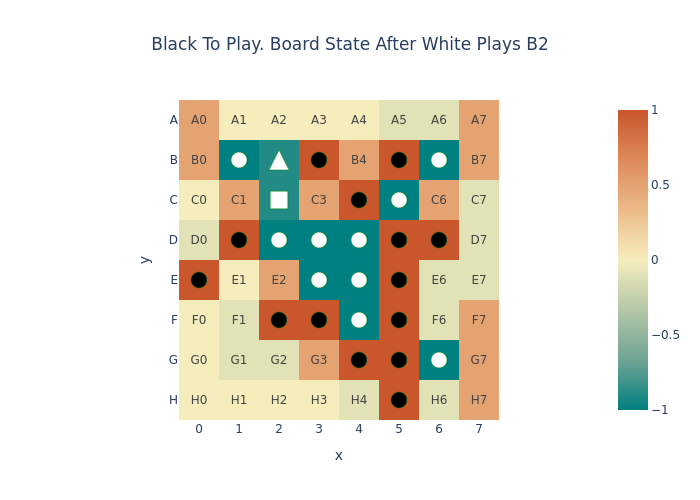 Black To Play. Board State After White Plays B2
A A0 A1 A2 A3 A4 A5 A6 A7
B B0 B4 B7
C C0 C1 C3 C6 C7
D D0 D7
E E1 E2 E6 E7
F F0 F1 F6 F7
G G0 G1 G2 G3 G7
H H0 H1 H2 H3 H4 H6 H7
0 1 2 3 4 5 6 7
x
y
1
0.5
0
−0.5
−1